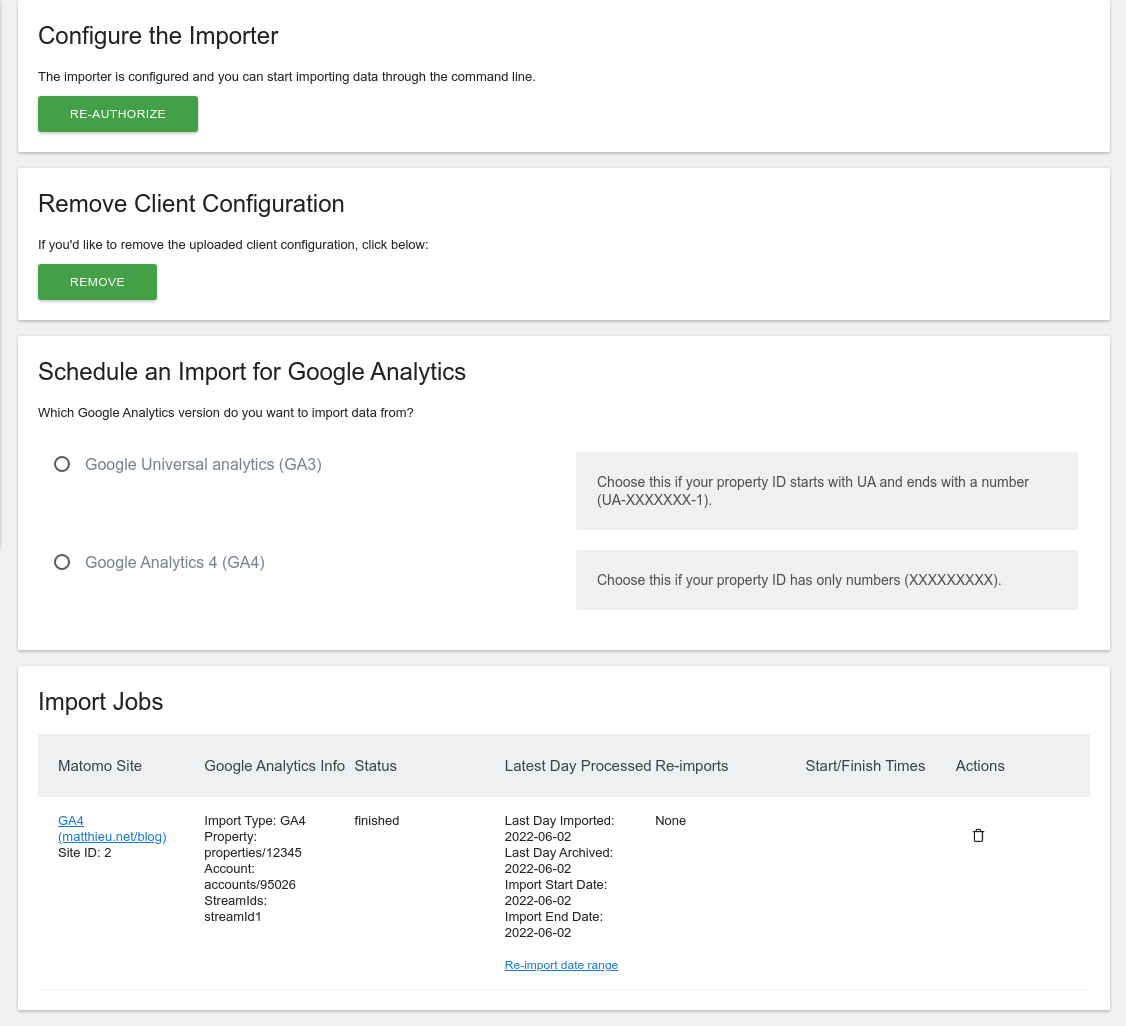 Configure the Importer
The importer is configured and you can start importing data through the command line.
RE-AUTHORIZE
Remove Client Configuration
If you'd like to remove the uploaded client configuration, click below:
REMOVE
Schedule an Import for Google Analytics
Which Google Analytics version do you want to import data from?
Google Universal analytics (GA3)
Choose this if your property ID starts with UA and ends with a number
(UA-XXXXXXX-1).
Google Analytics 4 (GA4)
Choose this if your property ID has only numbers (XXXXXXXXX).
Import Jobs
Matomo Site Google Analytics Info Status Latest Day Processed Re-imports Start/Finish Times Actions
GA4
(matthieu.net/blog)
Site ID: 2
Import Type: GA4
Property:
properties/12345
Account:
accounts/95026
StreamIds:
streamId1
finished
Last Day Imported:
2022-06-02
Last Day Archived:
2022-06-02
Import Start Date:
2022-06-02
Import End Date:
2022-06-02
Re-import date range
None